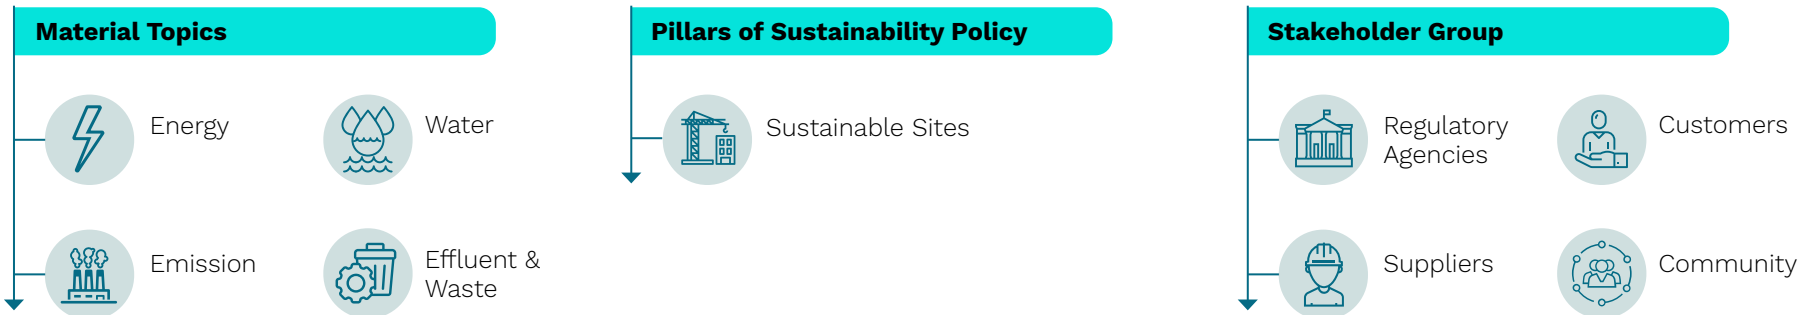 Material Topics
Energy
Water
Emission
Effluent &
Waste
Pillars of Sustainability Policy
Sustainable Sites
Stakeholder Group
Regulatory
Agencies
Customers
Suppliers
Community